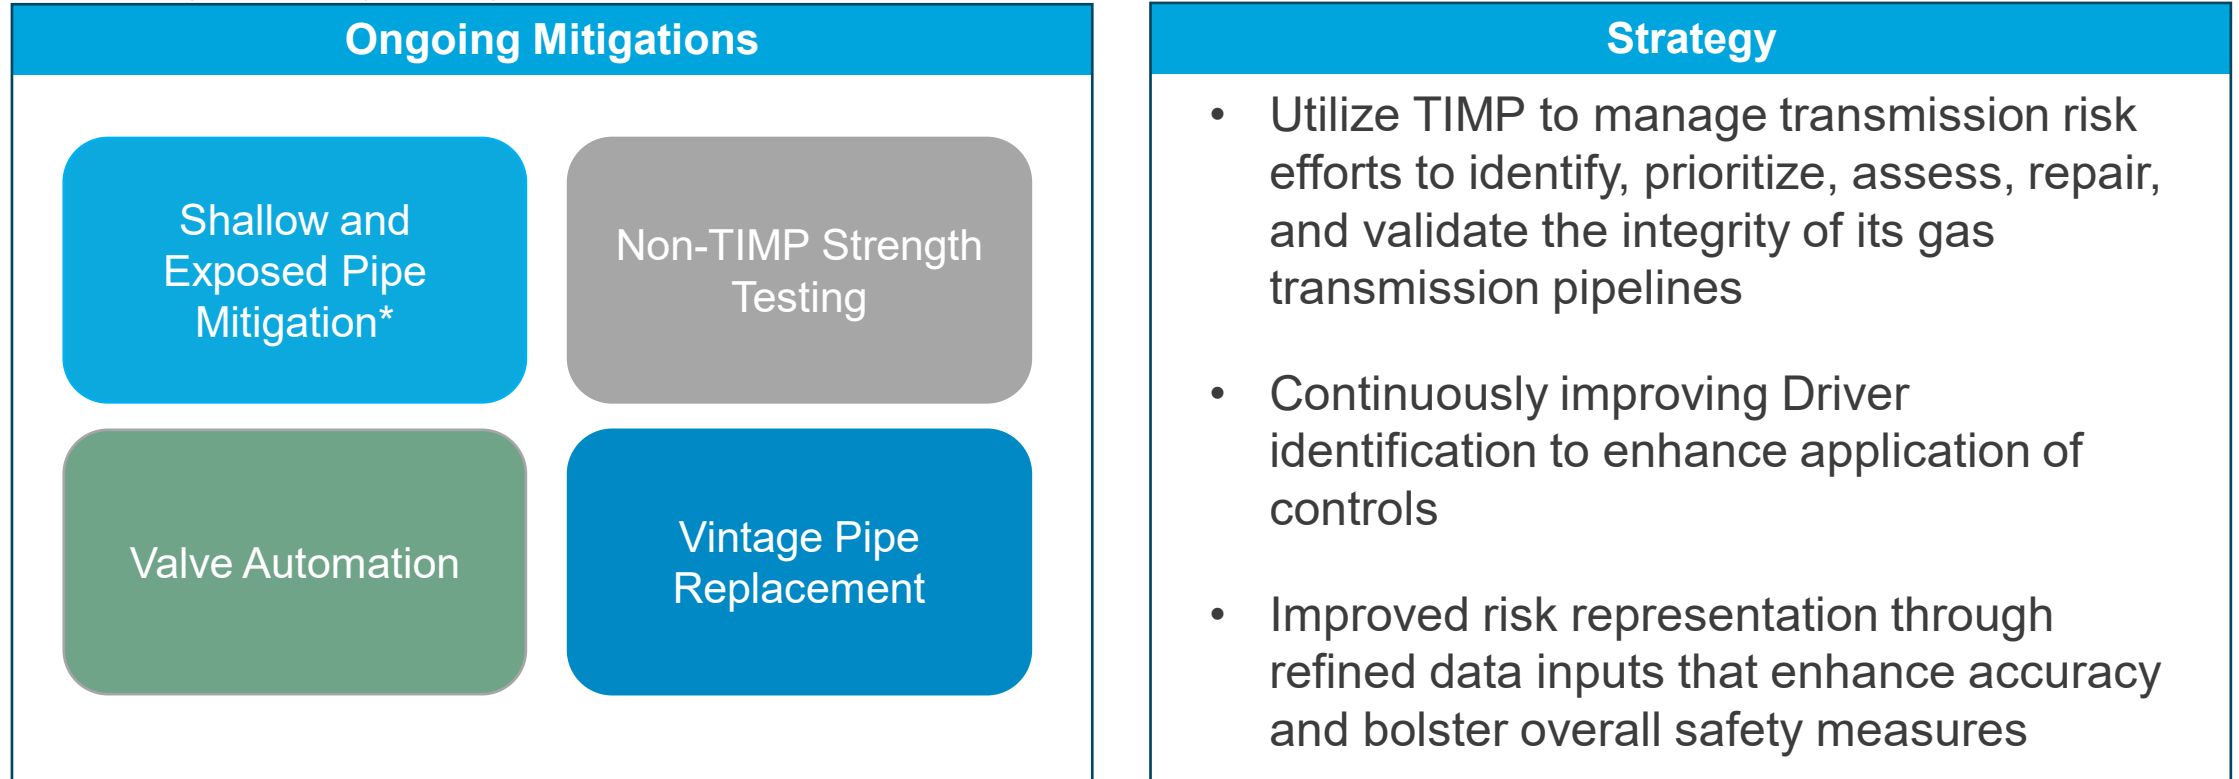 Ongoing Mitigations
Shallow and
Exposed Pipe
Mitigation*
Non-TIMP Strength
Testing
Valve Automation
Vintage Pipe
Replacement
Strategy
• Utilize TIMP to manage transmission risk
efforts to identify, prioritize, assess, repair,
and validate the integrity of its gas
transmission pipelines
• Continuously improving Driver
identification to enhance application of
controls
• Improved risk representation through
refined data inputs that enhance accuracy
and bolster overall safety measures